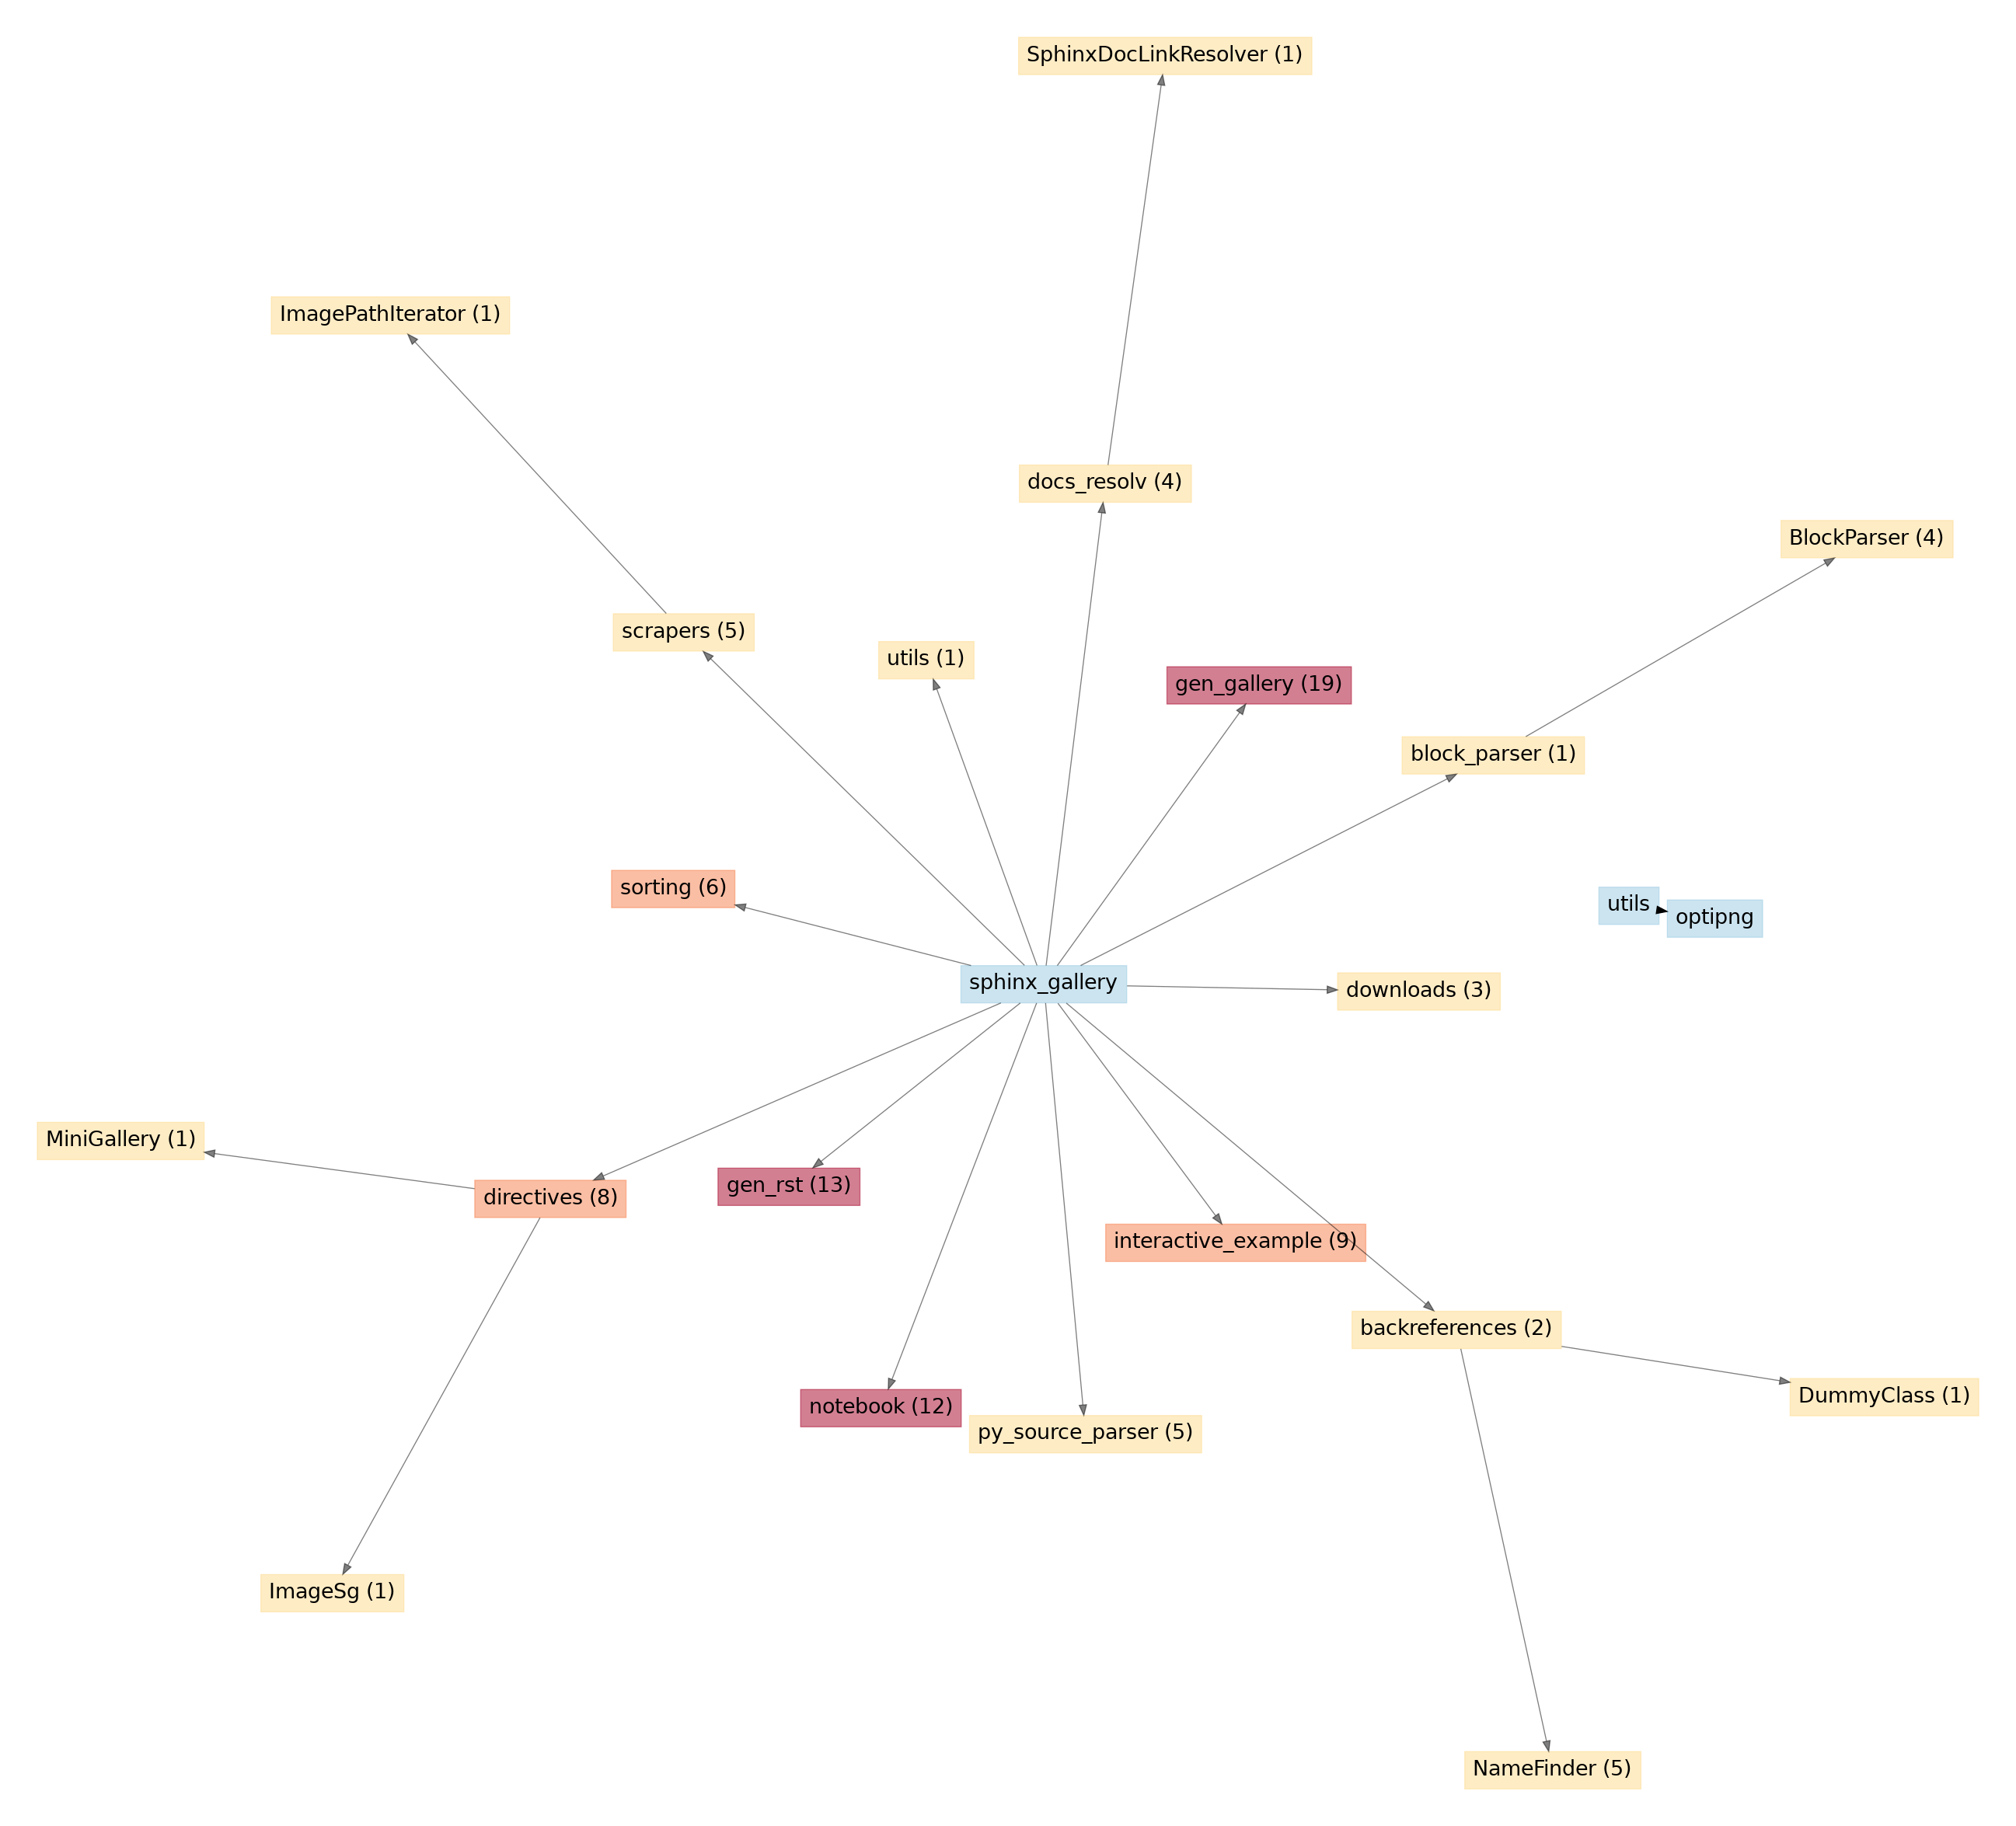 SphinxDocLinkResolver (1)
ImagePathIterator (1)
docs_resolv (4)
BlockParser (4)
scrapers (5)
utils (1)
gen_gallery (19)
block_parser (1)
sorting (6)
utils
optipng
sphinx_gallery
downloads (3)
MiniGallery (1)
directives (8)
gen_rst (13)
interactive_example (9)
backreferences (2)
DummyClass (1)
notebook (12)
py_source_parser (5)
ImageSg (1)
NameFinder (5)